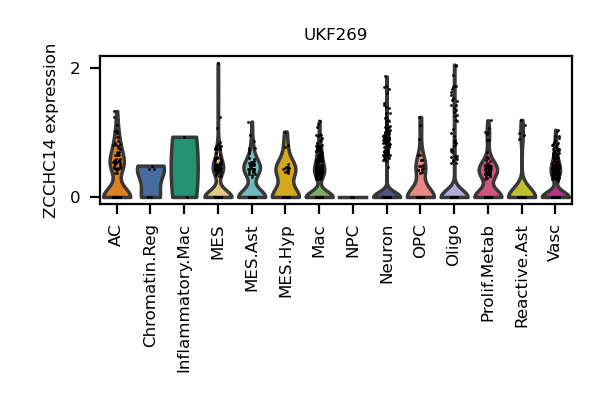 UKF269
ZCCHC14 expression
2
0
AC
Chromatin.Reg
Inflammatory.Mac
MES
MES.Ast
MES.Hyp
Mac
NPC
Neuron
OPC
Oligo
Prolif.Metab
Reactive.Ast
Vasc